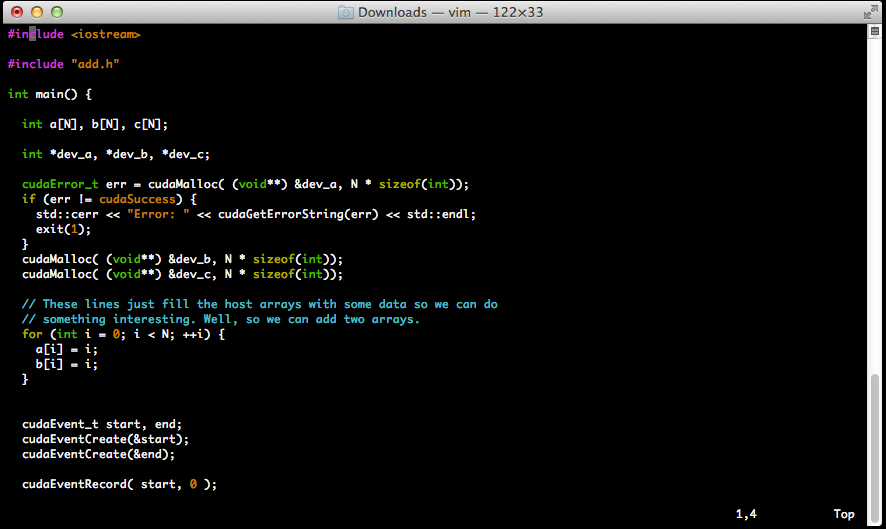 Downloads — vim — 122×33
#include <iostream>
#include "add.h"
int main() {
int a[N], b[N], c[N];
int *dev_a, *dev_b, *dev_c;
cudaError_t err = cudaMalloc( (void**) &dev_a, N * sizeof(int));
if (err != cudaSuccess) {
std::cerr << "Error: " << cudaGetErrorString(err) << std::endl;
exit(1);
}
cudaMalloc( (void**) &dev_b, N * sizeof(int));
cudaMalloc( (void**) &dev_c, N * sizeof(int));
// These lines just fill the host arrays with some data so we can do
// something interesting. Well, so we can add two arrays.
for (int i = 0; i < N; ++i) {
a[i] = i;
b[i] = i;
}
cudaEvent_t start, end;
cudaEventCreate(&start);
cudaEventCreate(&end);
cudaEventRecord( start, 0 );
1,4 Top